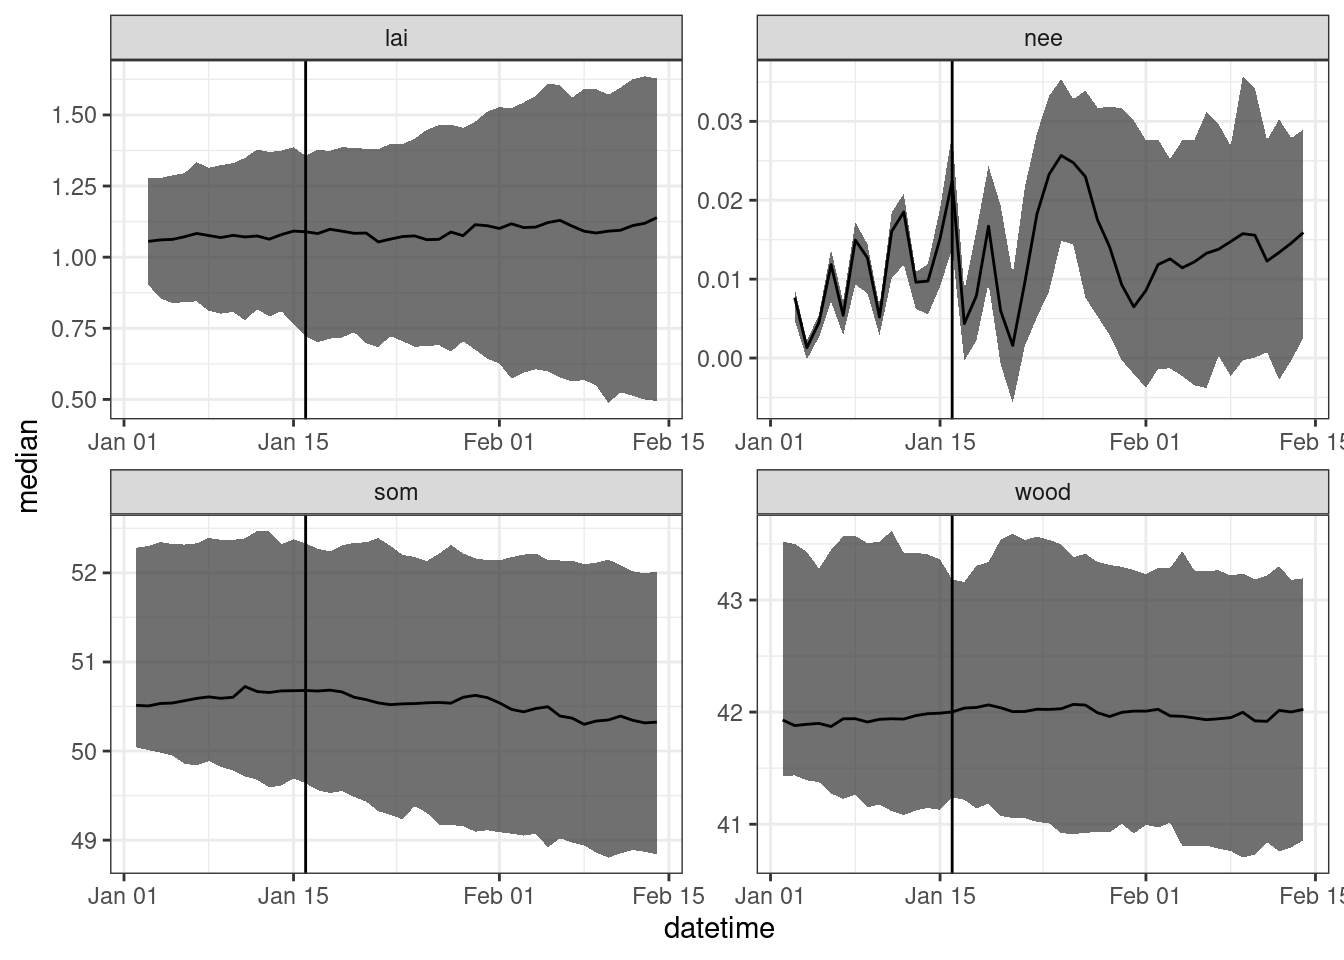 lai
nee
1.50
1.25
1.00
0.75
0.50
0.03
0.02
0.01
0.00
Jan 01 Jan 15 Feb 01 Feb 15
Jan 01 Jan 15 Feb 01 Feb 15
median
som
wood
52
51
50
49
43
42
41
Jan 01 Jan 15 Feb 01 Feb 15
Jan 01 Jan 15 Feb 01 Feb 15
datetime